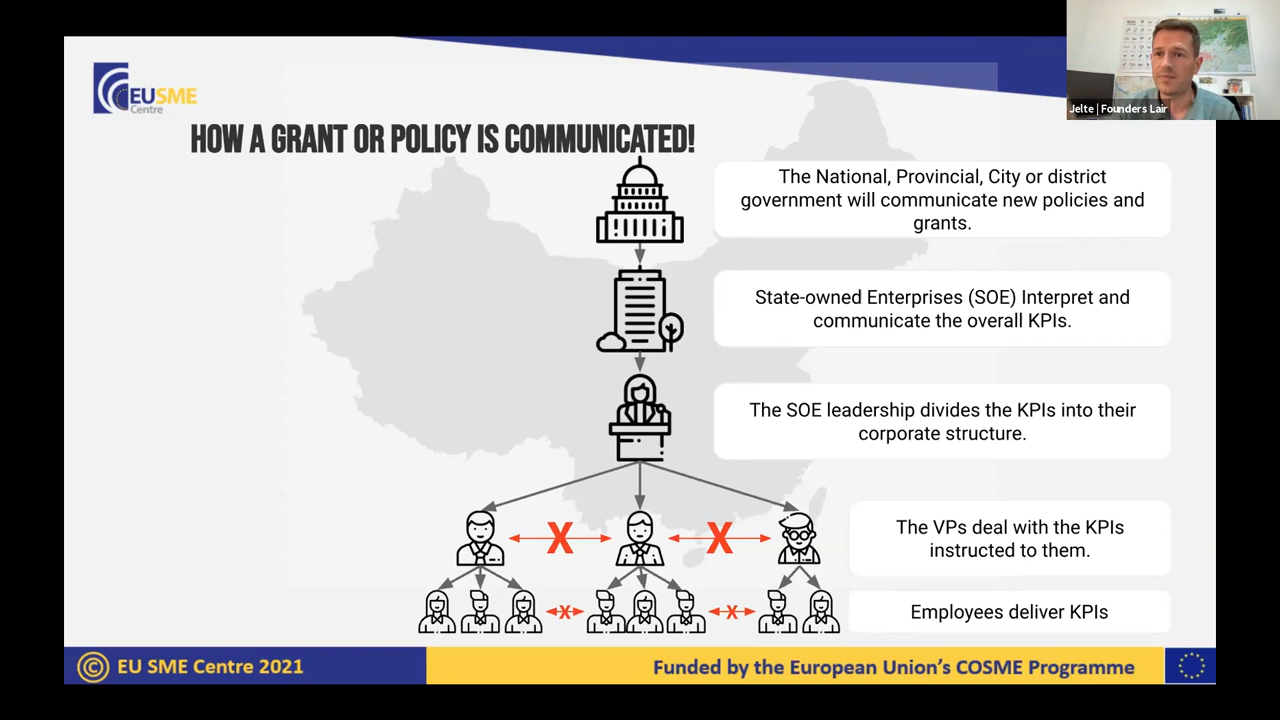 Jelte | Founders Lair
EUSME
Centre
HOW A GRANT OR POLICY IS COMMUNICATED!
The National, Provincial, City or district
government will communicate new policies and
grants.
State-owned Enterprises (SOE) Interpret and
communicate the overall KPIs.
The SOE leadership divides the KPIs into their
corporate structure.
X X
The VPs deal with the KPIs
instructed to them.
X X
Employees deliver KPIs
© EU SME Centre 2021
Funded by the European Union's COSME Programme